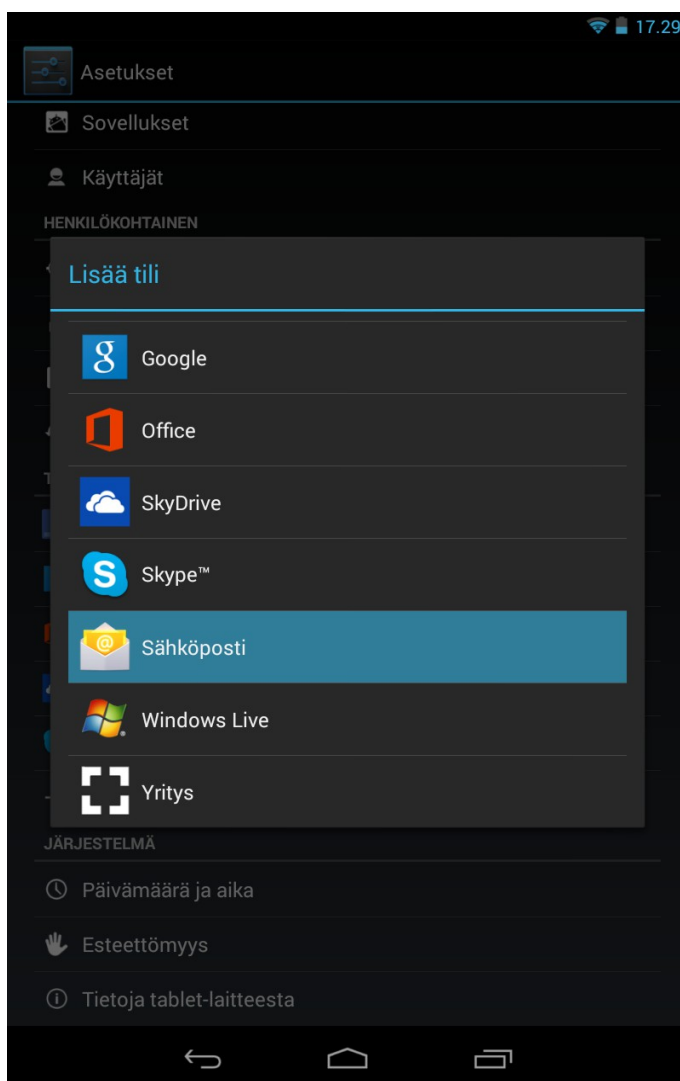 17.29
Asetukset
Sovellukset
Käyttäjät
HENKILÖKOHTAINEN
Lisää tili
Google
Office
SkyDrive
Skype™
Sähköposti
Windows Live
Yritys
JÄRJESTELMÄ
Päivämäärä ja aika
Esteettömyys
Tietoja tablet-laitteesta